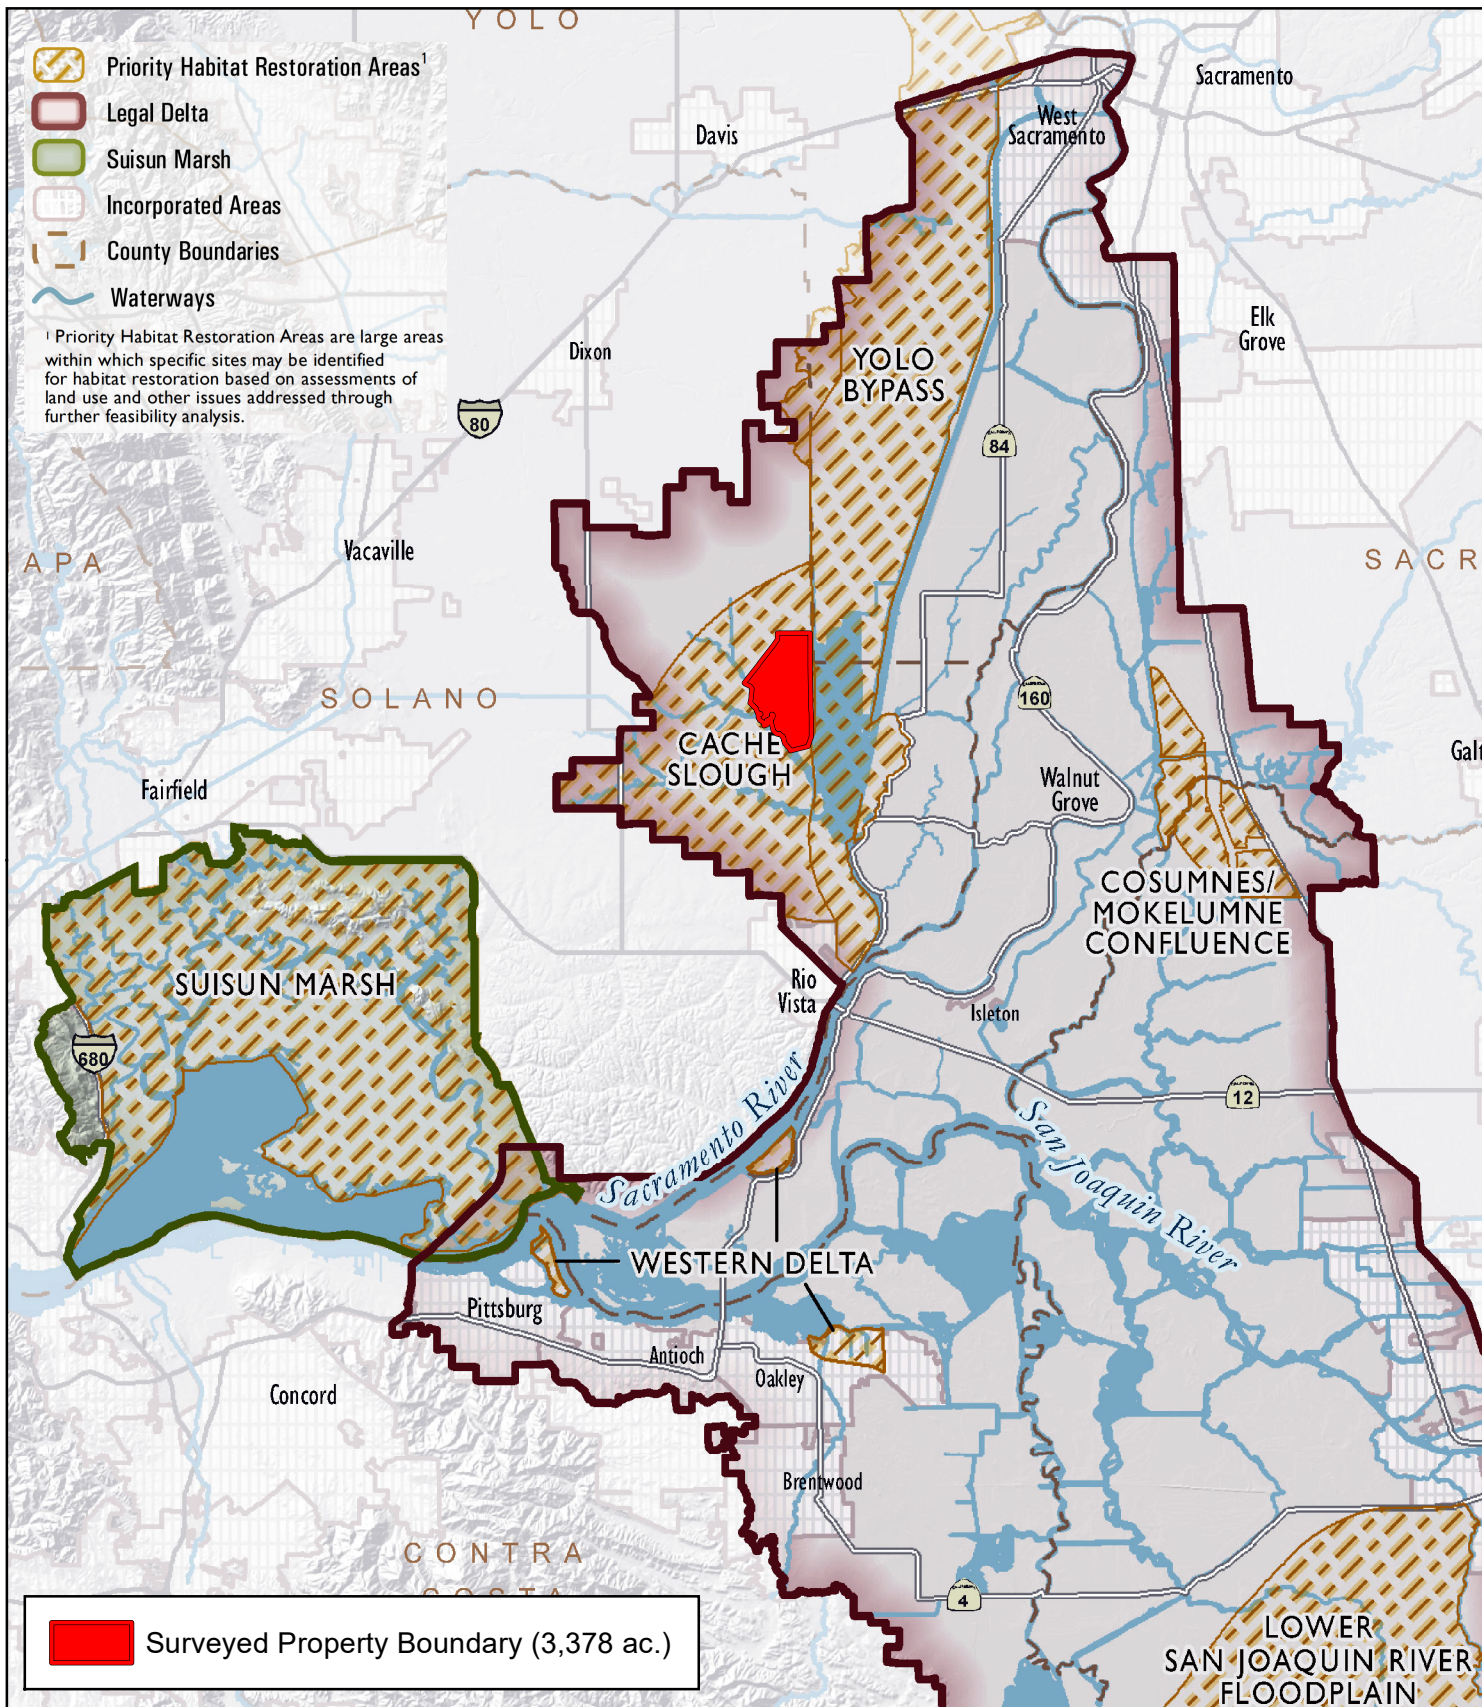 YOLO
Priority Habitat Restoration Areas¹
Legal Delta
Suisun Marsh
Incorporated Areas
County Boundaries
Waterways
¹ Priority Habitat Restoration Areas are large areas
within which specific sites may be identified
for habitat restoration based on assessments of
land use and other issues addressed through
further feasibility analysis.
Sacramento
West
Sacramento
Davis
Elk
Grove
Dixon
YOLO
BYPASS
80
84
Vacaville
APA
SACR
SOLANO
160
CACHE
SLOUGH
Galt
Walnut
Grove
Fairfield
COSUMNES/
MOKELUMNE
CONFLUENCE
SUISUN MARSH
Rio
Vista
Isleton
680
12
Sacramento River
San Joaquin River
WESTERN DELTA
Pittsburg
Antioch
Oakley
Concord
Brentwood
CONTRA
COSTA
4
LOWER
SAN JOAQUIN RIVER
FLOODPLAIN
Surveyed Property Boundary (3,378 ac.)